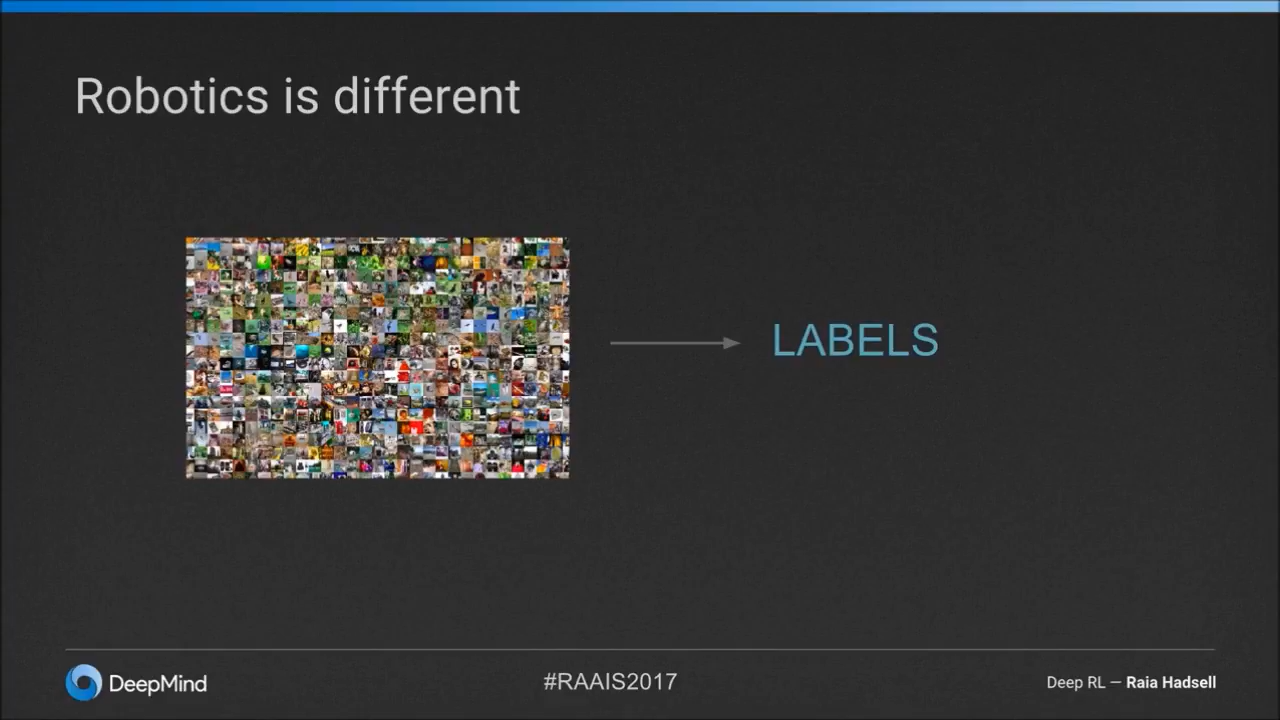 Robotics is different
LABELS
DeepMind
#RAAIS2017
Deep RL — Raia Hadsell